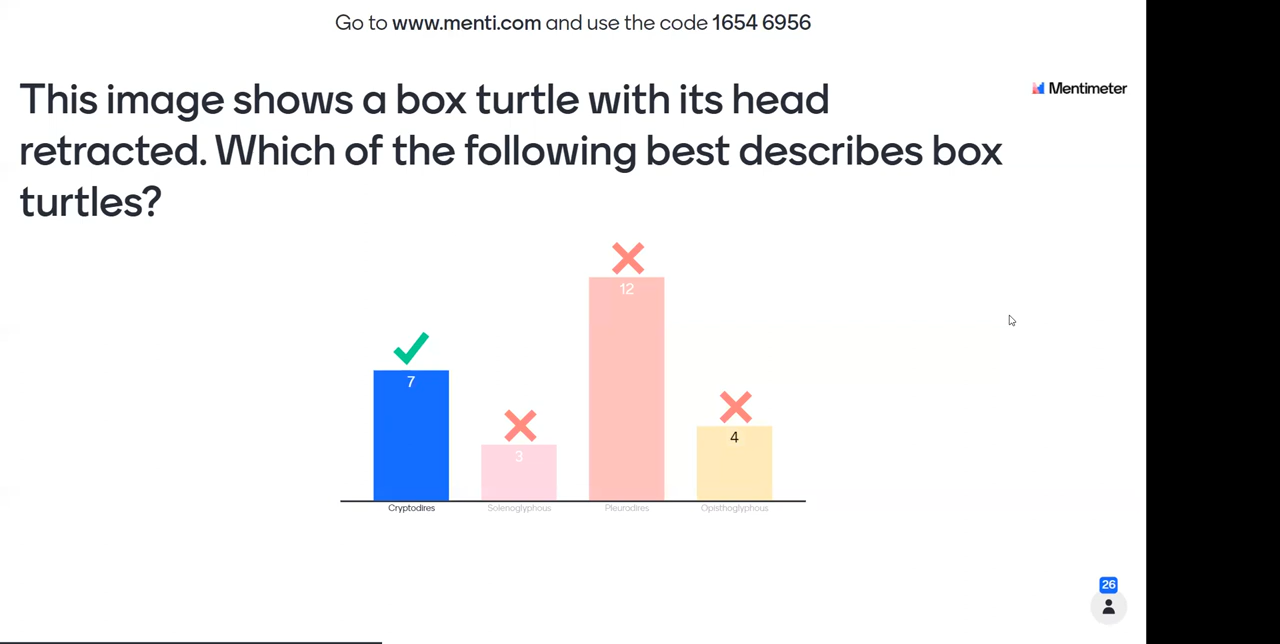 Go to www.menti.com and use the code 1654 6956
Mentimeter
This image shows a box turtle with its head
retracted. Which of the following best describes box
turtles?
12
7
4
3
Cryptodires Solenoglyphous Pleurodires Opisthoglyphous
26